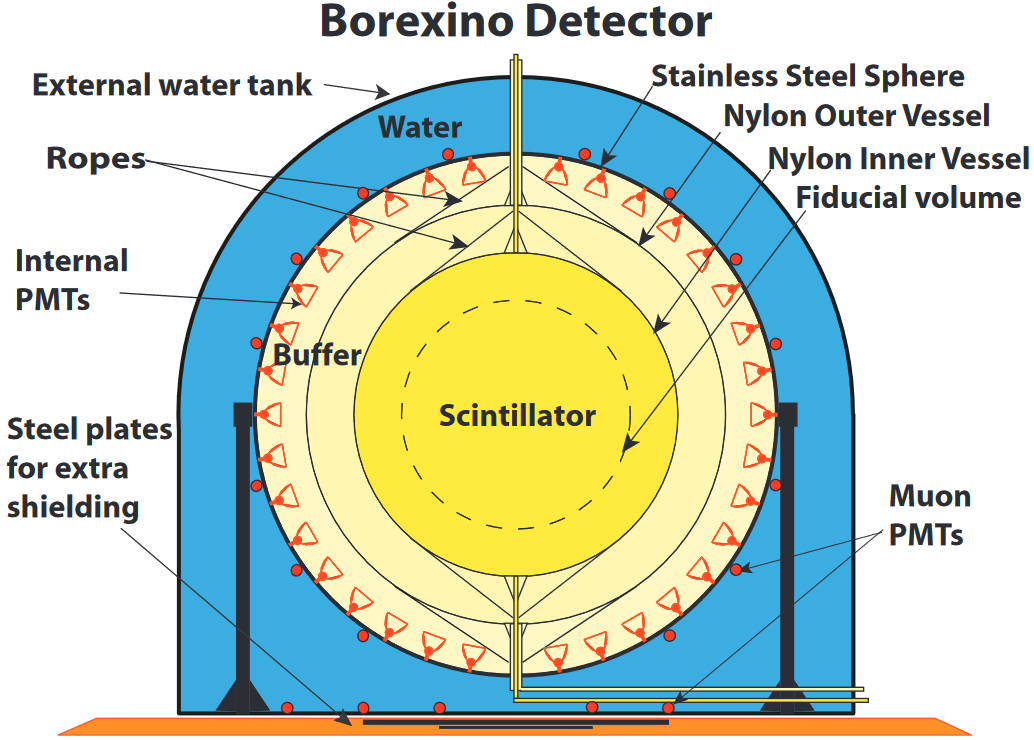 Borexino Detector
External water tank
Stainless Steel Sphere
Water
Nylon Outer Vessel
Ropes
Nylon Inner Vessel
Fiducial volume
Internal
PMTs
Buffer
Scintillator
Steel plates
for extra
shielding
Muon
PMTs